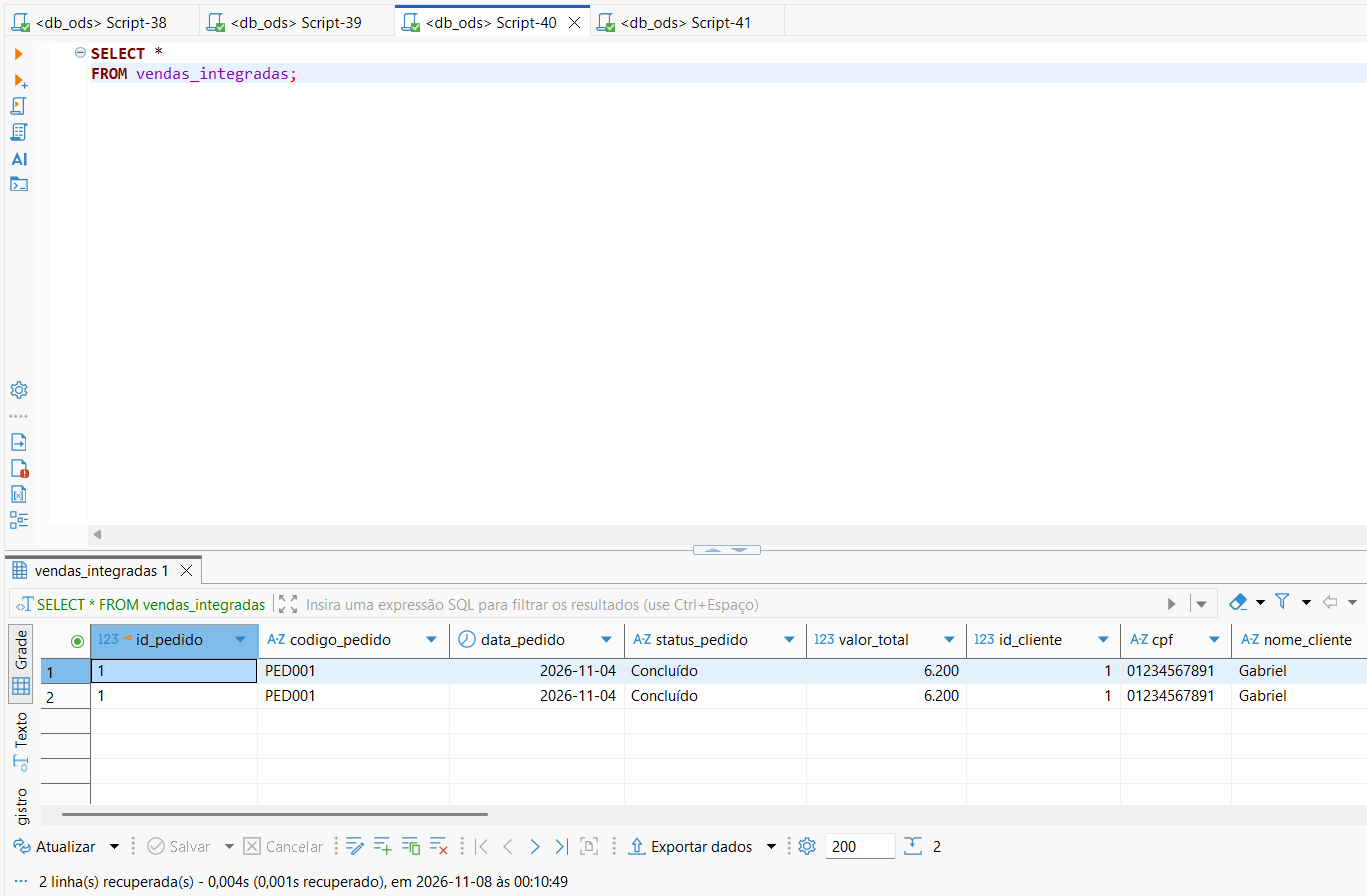 <db_ods> Script-38 <db_ods> Script-39 <db_ods> Script-40 <db_ods> Script-41
SELECT *
FROM vendas_integradas;
AI
vendas_integradas 1
SELECT * FROM vendas_integradas Insira uma expressão SQL para filtrar os resultados (use Ctrl+Espaço)
Grade
Texto
gistro
123 id_pedido A-Z codigo_pedido data_pedido A-Z status_pedido 123 valor_total 123 id_cliente A-Z cpf A-Z nome_cliente
1 1 PED001 2026-11-04 Concluído 6.200 1 01234567891 Gabriel
2 1 PED001 2026-11-04 Concluído 6.200 1 01234567891 Gabriel
Atualizar Salvar Cancelar Exportar dados 200 2
2 linha(s) recuperada(s) - 0,004s (0,001s recuperado), em 2026-11-08 às 00:10:49